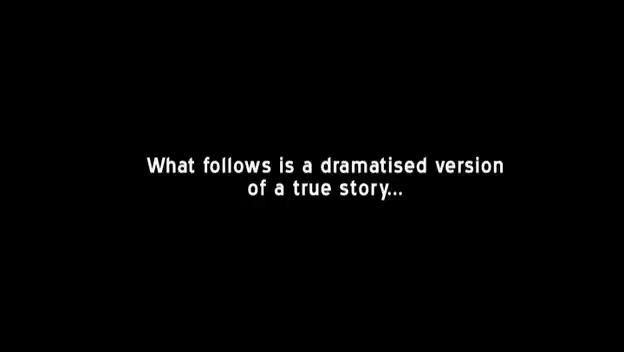 What follows is a dramatised version
of a true story...